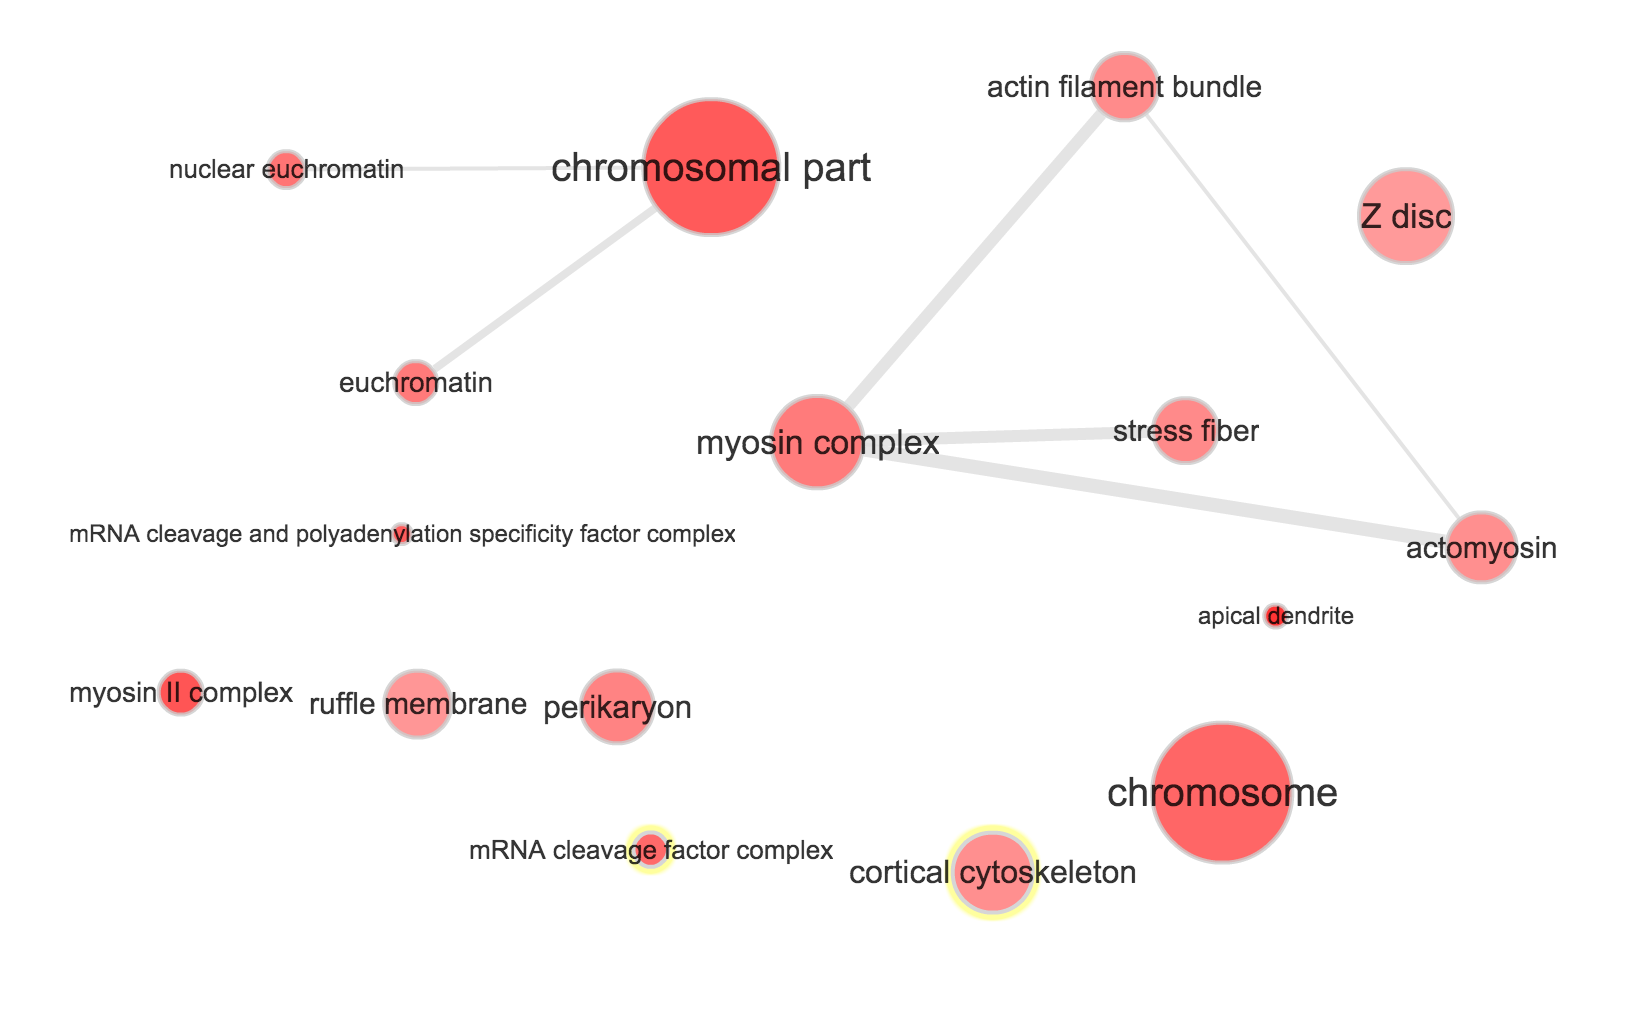 actin filament bundle
nuclear euchromatin
chromosomal part
Z disc
euchromatin
myosin complex
stress fiber
mRNA cleavage and polyadenylation specificity factor complex
actomyosin
apical dendrite
myosin II complex
ruffle membrane
perikaryon
chromosome
mRNA cleavage factor complex
cortical cytoskeleton